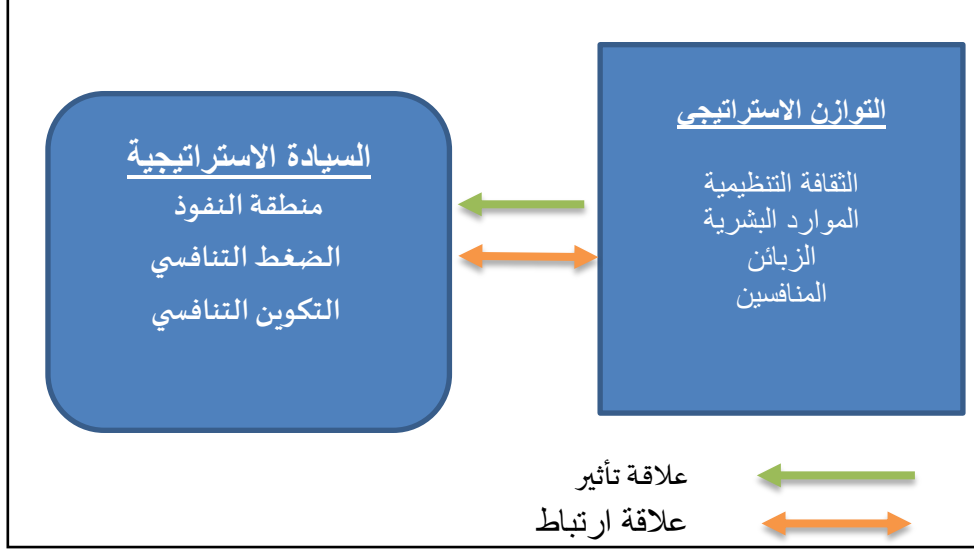 التوازن الاستراتيجي
الثقافة التنظيمية
الموارد البشرية
الزبائن
المنافسين
السيادة الاستراتيجية
منطقة النفوذ
الضغط التنافسي
التكوين التنافسي
علاقة تأثير
علاقة ارتباط